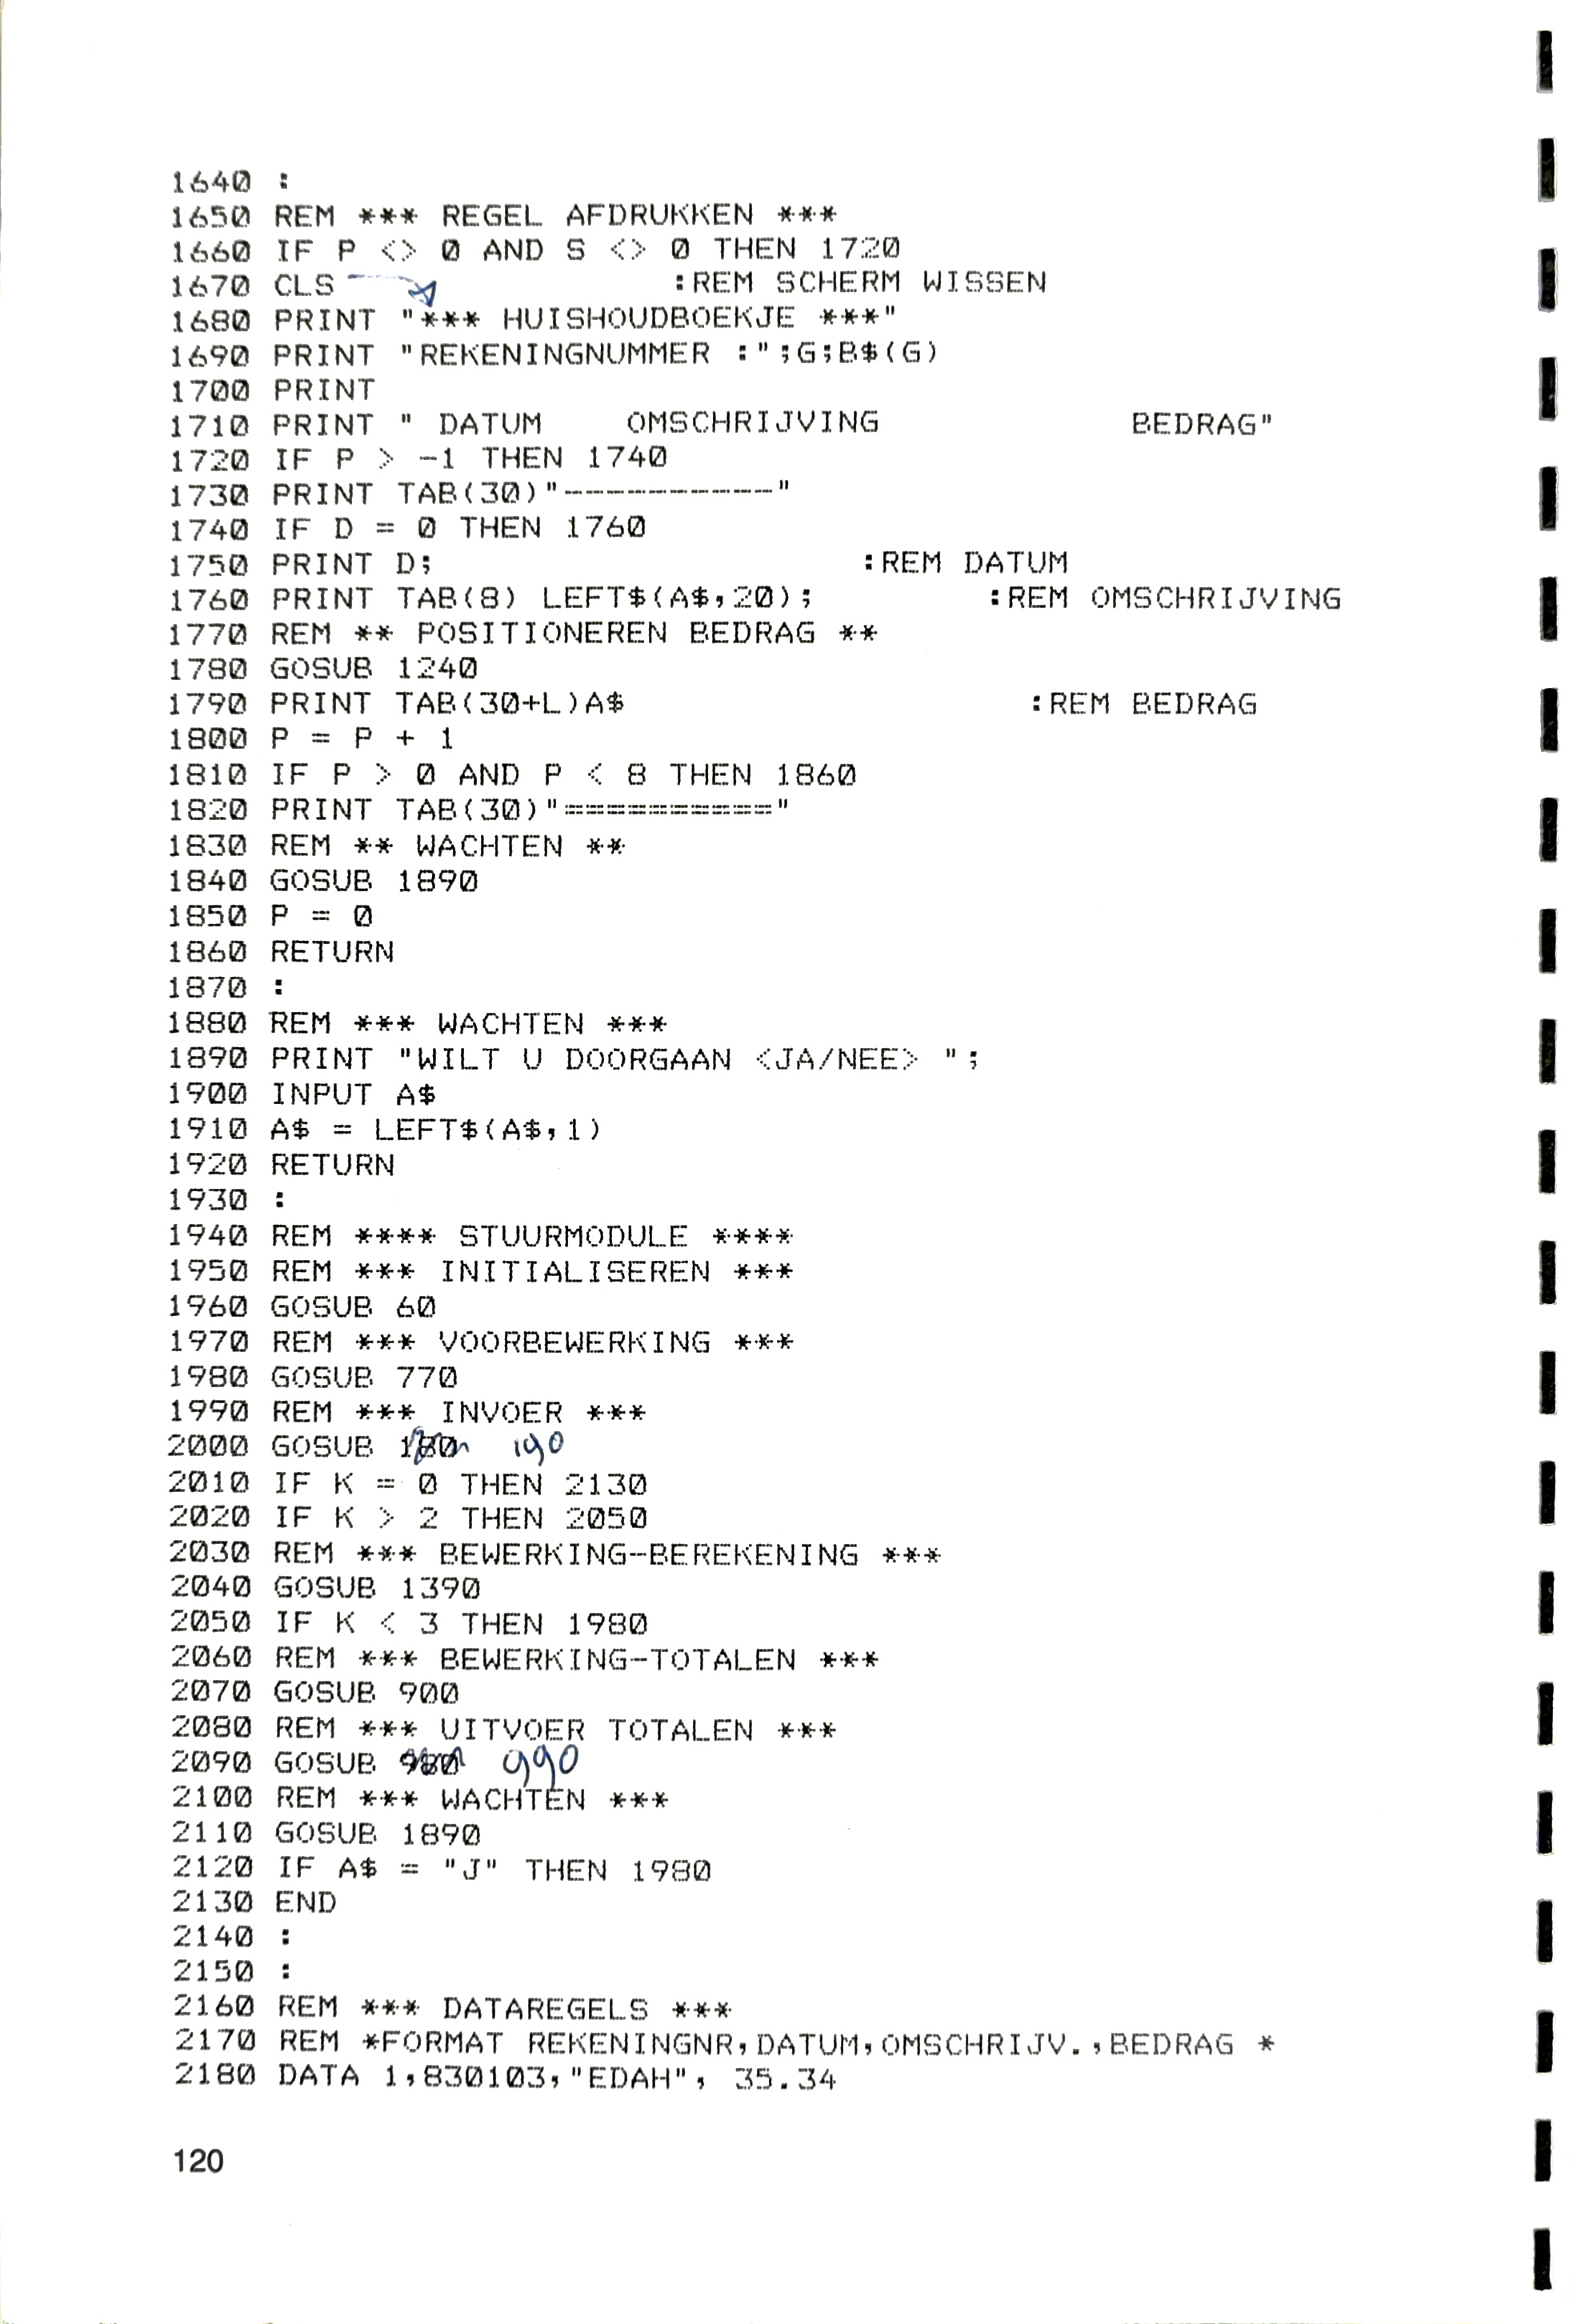 1640 :
1650 REM *** REGEL AFDRUKKEN ***
1660 IF P <> 0 AND S <> 0 THEN 1720
1670 CLS                :REM SCHERM WISSEN
1680 PRINT "*** HUISHOUDBOEKJE ***"
1690 PRINT "REKENINGNUMMER :";G;B$(G)
1700 PRINT
1710 PRINT " DATUM    OMSCHRIJVING            BEDRAG"
1720 IF P > -1 THEN 1740
1730 PRINT TAB(30)"----------"
1740 IF D = 0 THEN 1760
1750 PRINT D;                    :REM DATUM
1760 PRINT TAB(8) LEFT$(A$,20);        :REM OMSCHRIJVING
1770 REM ** POSITIONEREN BEDRAG **
1780 GOSUB 1240
1790 PRINT TAB(30+L)A$                   :REM BEDRAG
1800 P = P + 1
1810 IF P > 0 AND P < 8 THEN 1860
1820 PRINT TAB(30)"=========="
1830 REM ** WACHTEN **
1840 GOSUB 1890
1850 P = 0
1860 RETURN
1870 :
1880 REM *** WACHTEN ***
1890 PRINT "WILT U DOORGAAN <JA/NEE> ";
1900 INPUT A$
1910 A$ = LEFT$(A$,1)
1920 RETURN
1930 :
1940 REM **** STUURMODULE ****
1950 REM *** INITIALISEREN ***
1960 GOSUB 60
1970 REM *** VOORBEWERKING ***
1980 GOSUB 770
1990 REM *** INVOER ***
2000 GOSUB 180 190
2010 IF K = 0 THEN 2130
2020 IF K > 2 THEN 2050
2030 REM *** BEWERKING-BEREKENING ***
2040 GOSUB 1390
2050 IF K < 3 THEN 1980
2060 REM *** BEWERKING-TOTALEN ***
2070 GOSUB 900
2080 REM *** UITVOER TOTALEN ***
2090 GOSUB 980 990
2100 REM *** WACHTEN ***
2110 GOSUB 1890
2120 IF A$ = "J" THEN 1980
2130 END
2140 :
2150 :
2160 REM *** DATAREGELS ***
2170 REM *FORMAT REKENINGNR,DATUM,OMSCHRIJV.,BEDRAG *
2180 DATA 1,830103,"EDAH", 35.34
120